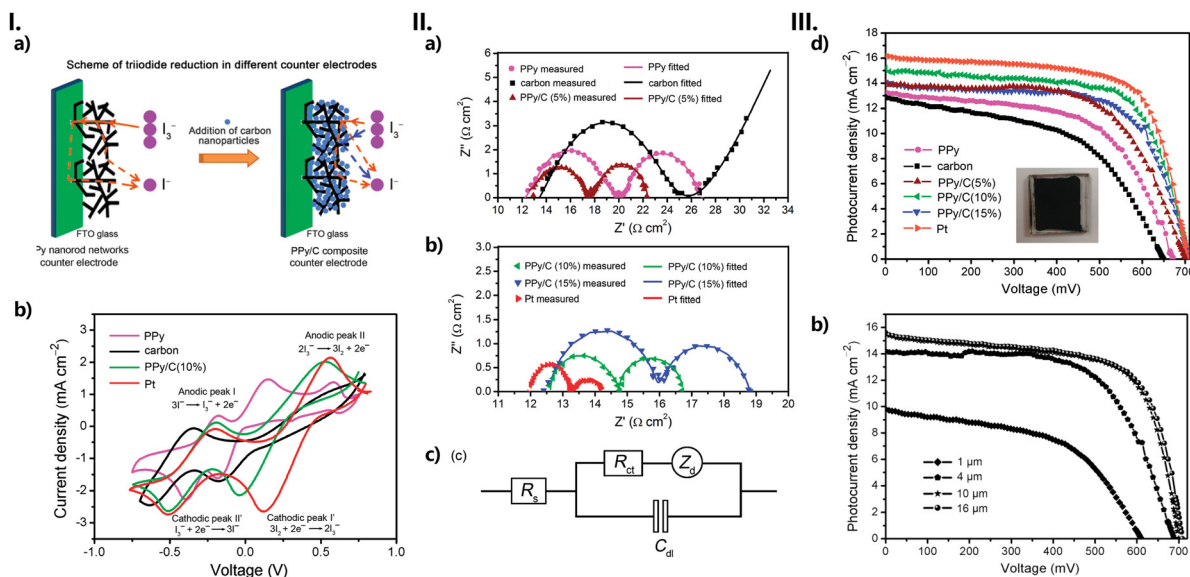 I.
a)
Scheme of triiodide reduction in different counter electrodes
I₃⁻
I⁻
Addition of carbon
nanoparticles
I₃⁻
I⁻
FTO glass
Py nanorod networks
counter electrode
FTO glass
PPy/C composite
counter electrode
b)
Current density (mA cm⁻²)
3
2
1
0
-1
-2
-3
PPy
carbon
PPy/C(10%)
Pt
Anodic peak II
2I₃⁻ → 3I₂ + 2e⁻
Anodic peak I
3I⁻ → I₃⁻ + 2e⁻
Cathodic peak II'
I₃⁻ + 2e⁻ → 3I⁻
Cathodic peak I'
3I₂ + 2e⁻ → 2I₃⁻
-1.0 -0.5 0.0 0.5 1.0
Voltage (V)
II.
a)
Z" (Ω cm²)
6
5
4
3
2
1
0
PPy measured PPy fitted
carbon measured carbon fitted
PPy/C (5%) measured PPy/C (5%) fitted
10 12 14 16 18 20 22 24 26 28 30 32 34
Z' (Ω cm²)
b)
Z" (Ω cm²)
3.0
2.5
2.0
1.5
1.0
0.5
0.0
PPy/C (10%) measured PPy/C (10%) fitted
PPy/C (15%) measured PPy/C (15%) fitted
Pt measured Pt fitted
11 12 13 14 15 16 17 18 19 20
Z' (Ω cm²)
c) (c)
Rct
Zd
Rs
Cdl
III.
d)
Photocurrent density (mA cm⁻²)
18
16
14
12
10
8
6
4
2
0
PPy
carbon
PPy/C(5%)
PPy/C(10%)
PPy/C(15%)
Pt
0 100 200 300 400 500 600 700
Voltage (mV)
b)
Photocurrent density (mA cm⁻²)
16
14
12
10
8
6
4
2
0
1 µm
4 µm
10 µm
16 µm
0 100 200 300 400 500 600 700
Voltage (mV)